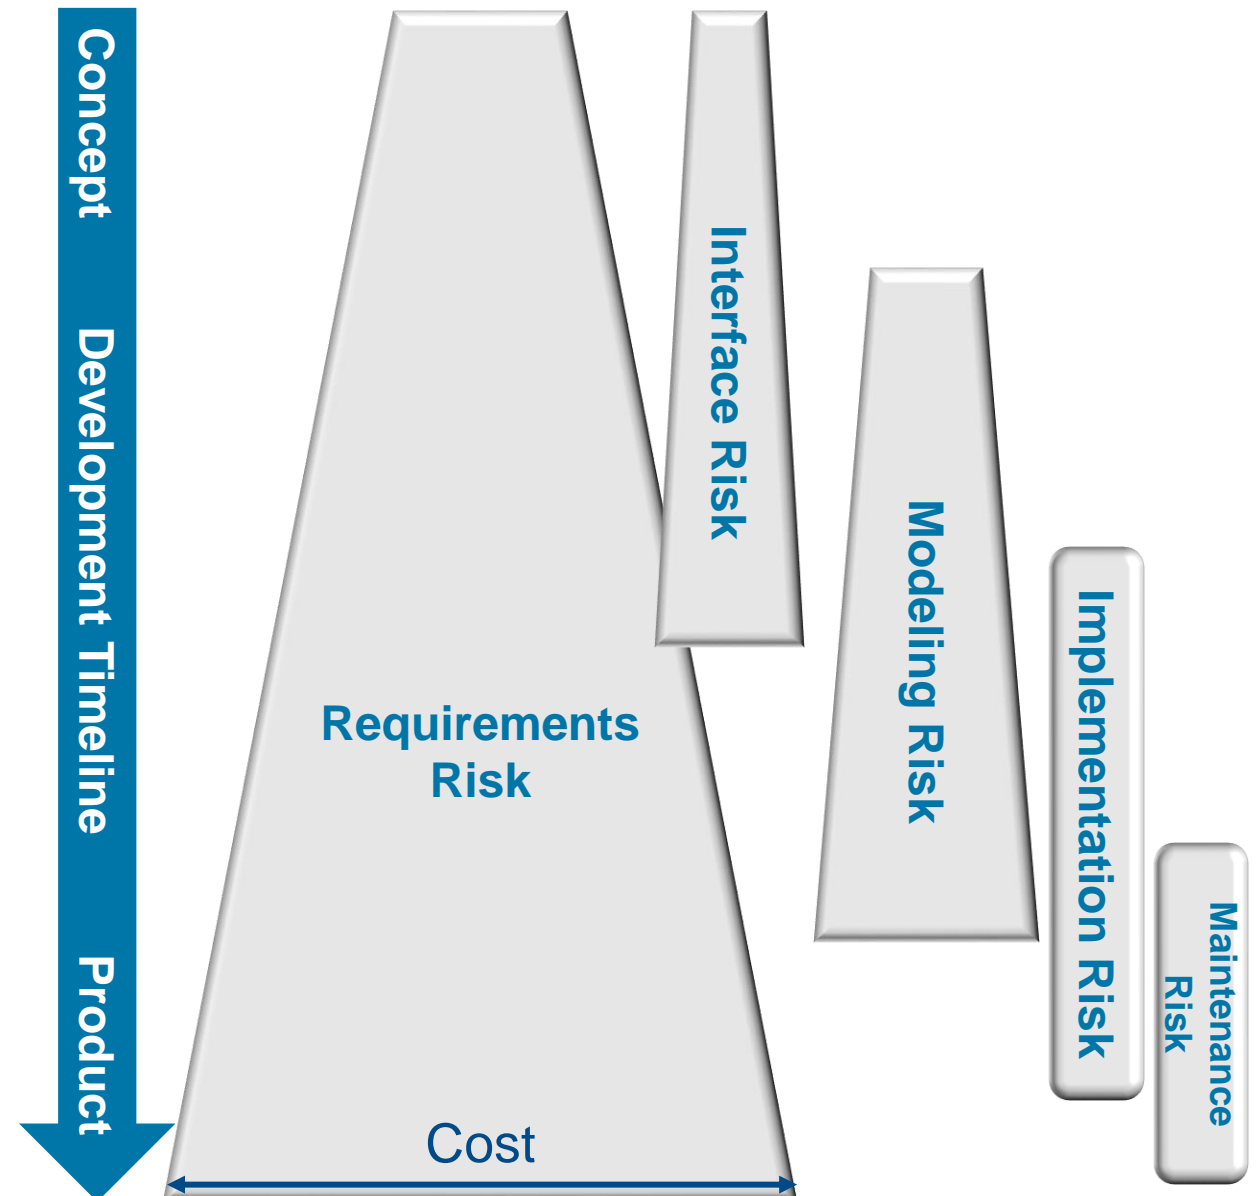 Concept
Development Timeline
Product
Requirements
Risk
Interface Risk
Modeling Risk
Implementation Risk
Maintenance
Risk
Cost